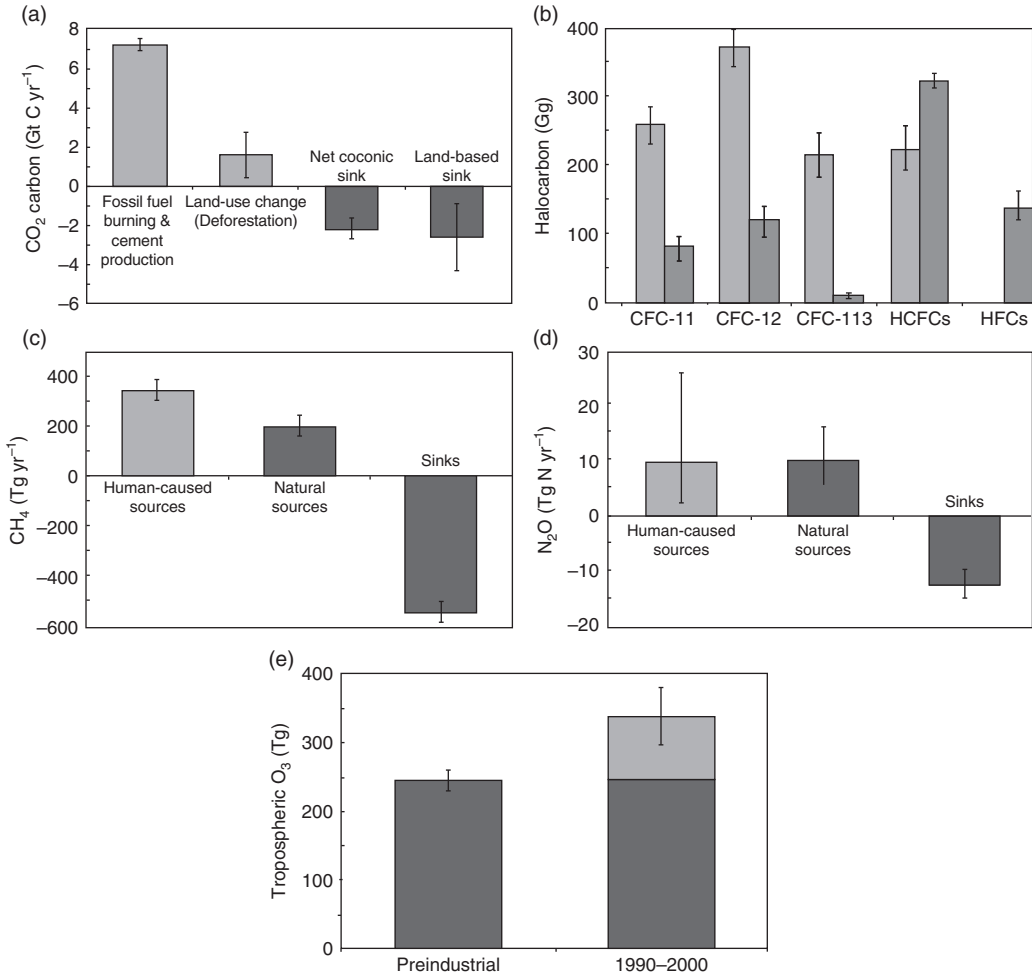 (a)
CO₂ carbon (Gt C yr⁻¹)
8
6
4
2
0
−2
−4
−6
Fossil fuel
burning &
cement
production
Land-use change
(Deforestation)
Net coconic
sink
Land-based
sink
(b)
Halocarbon (Gg)
400
300
200
100
0
CFC-11
CFC-12
CFC-113
HCFCs
HFCs
(c)
CH₄ (Tg yr⁻¹)
400
200
0
−200
−400
−600
Human-caused
sources
Natural
sources
Sinks
(d)
N₂O (Tg N yr⁻¹)
30
20
10
0
−10
−20
Human-caused
sources
Natural
sources
Sinks
(e)
Tropospheric O₃ (Tg)
400
300
200
100
0
Preindustrial
1990–2000